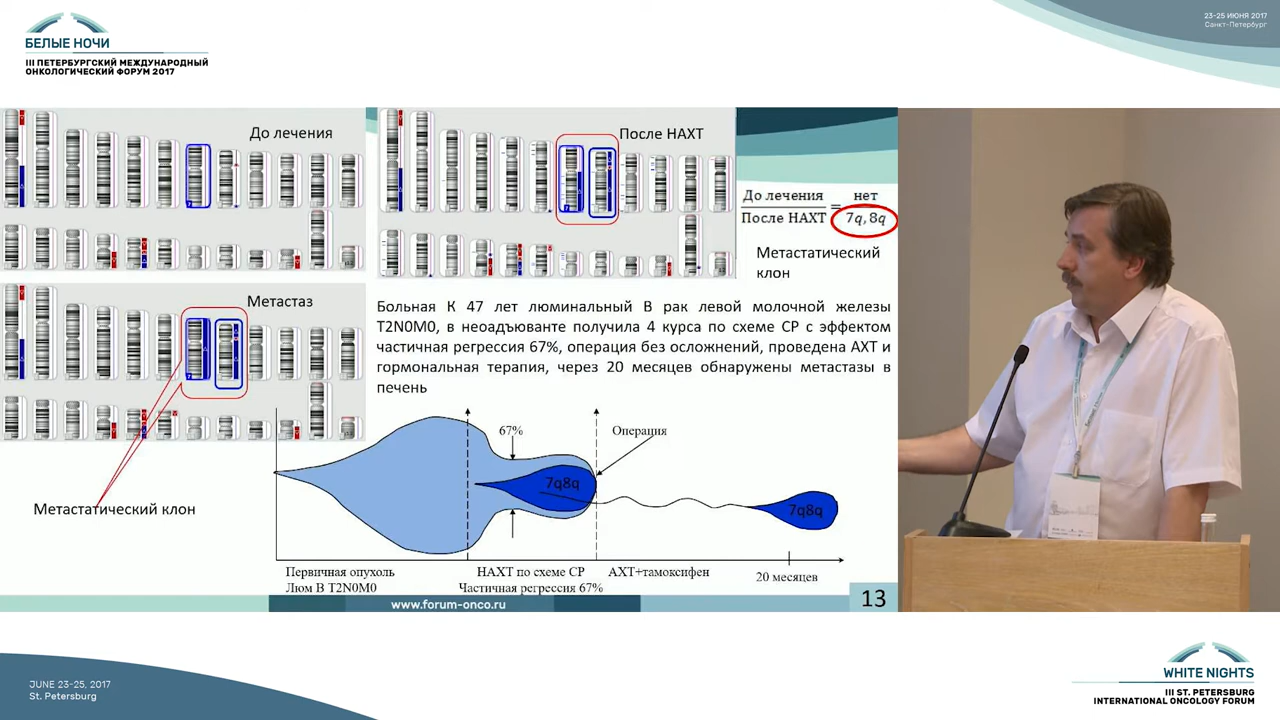 БЕЛЫЕ НОЧИ
III ПЕТЕРБУРГСКИЙ МЕЖДУНАРОДНЫЙ
ОНКОЛОГИЧЕСКИЙ ФОРУМ 2017
23-25 ИЮНЯ 2017
Санкт-Петербург
До лечения
После НАХТ
До лечения
После НАХТ
=
нет
7q, 8q
Метастатический
клон
Метастаз
Больная К 47 лет люминальный В рак левой молочной железы
T2N0M0, в неоадъюванте получила 4 курса по схеме СР с эффектом
частичная регрессия 67%, операция без осложнений, проведена АХТ и
гормональная терапия, через 20 месяцев обнаружены метастазы в
печень
67%
Операция
7q8q
7q8q
Метастатический клон
Первичная опухоль
Люм В T2N0M0
НАХТ по схеме СР
Частичная регрессия 67%
АХТ+тамоксифен
20 месяцев
www.forum-onco.ru
13
JUNE 23-25, 2017
St. Petersburg
WHITE NIGHTS
III ST. PETERSBURG
INTERNATIONAL ONCOLOGY FORUM